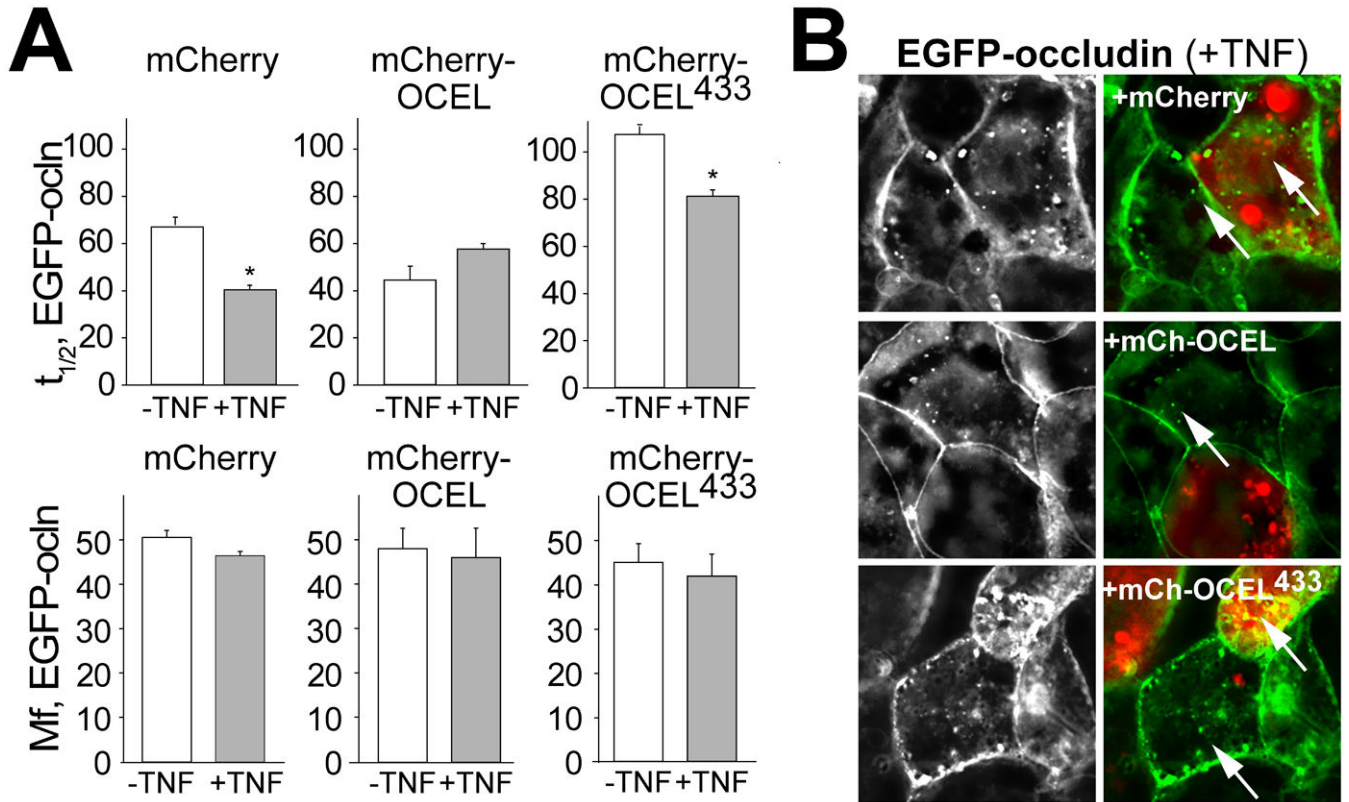 A
mCherry
mCherry-
OCEL
mCherry-
OCEL433
t1/2, EGFP-ocln
100
80
60
40
20
0
-TNF +TNF
100
80
60
40
20
0
-TNF +TNF
100
80
60
40
20
0
-TNF +TNF
*
*
mCherry
mCherry-
OCEL
mCherry-
OCEL433
Mf, EGFP-ocln
50
40
30
20
10
0
-TNF +TNF
50
40
30
20
10
0
-TNF +TNF
50
40
30
20
10
0
-TNF +TNF
B
EGFP-occludin (+TNF)
+mCherry
+mCh-OCEL
+mCh-OCEL433